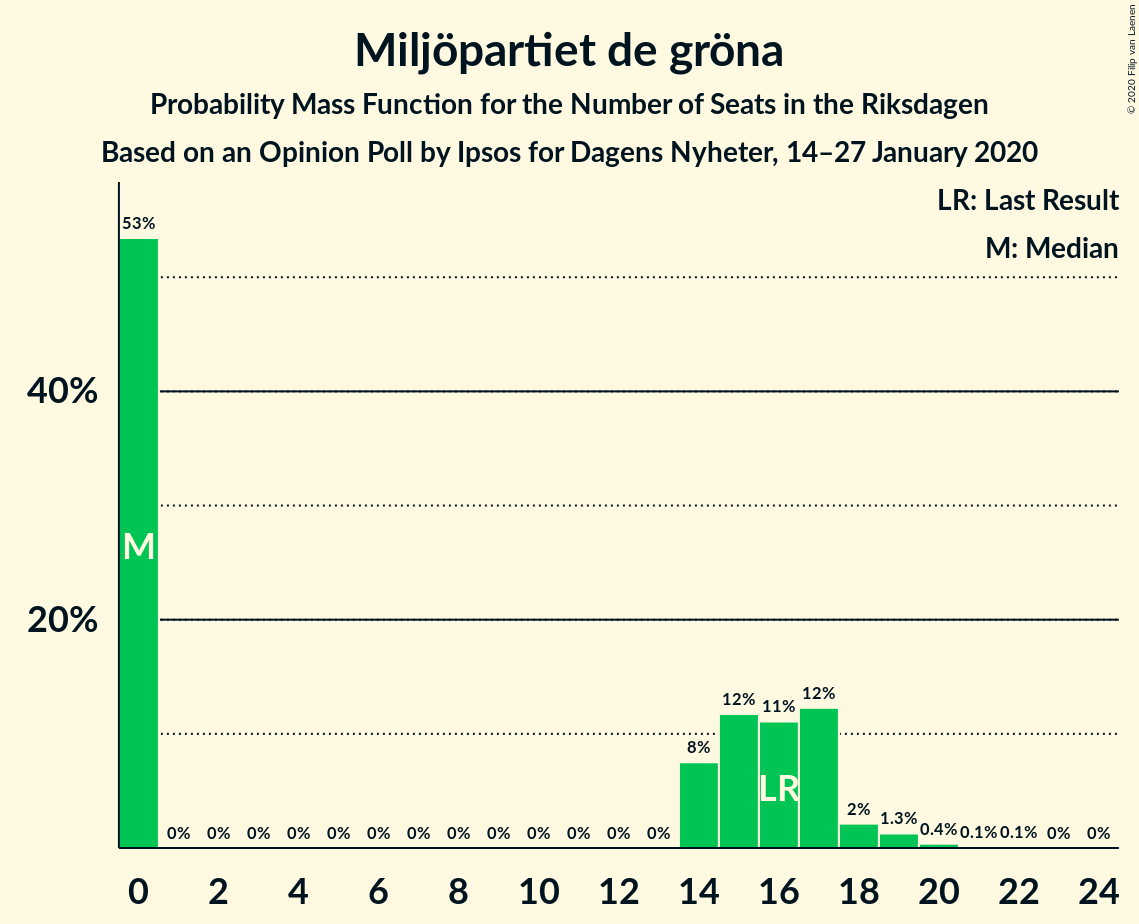 © 2020 Filip van Laenen
Miljöpartiet de gröna
Probability Mass Function for the Number of Seats in the Riksdagen
Based on an Opinion Poll by Ipsos for Dagens Nyheter, 14–27 January 2020
LR: Last Result
M: Median
40%
20%
53%
0% 0% 0% 0% 0% 0% 0% 0% 0% 0% 0% 0% 0% 8% 12% 11% 12% 2% 1.3% 0.4% 0.1% 0.1% 0% 0%
M
LR
0 2 4 6 8 10 12 14 16 18 20 22 24